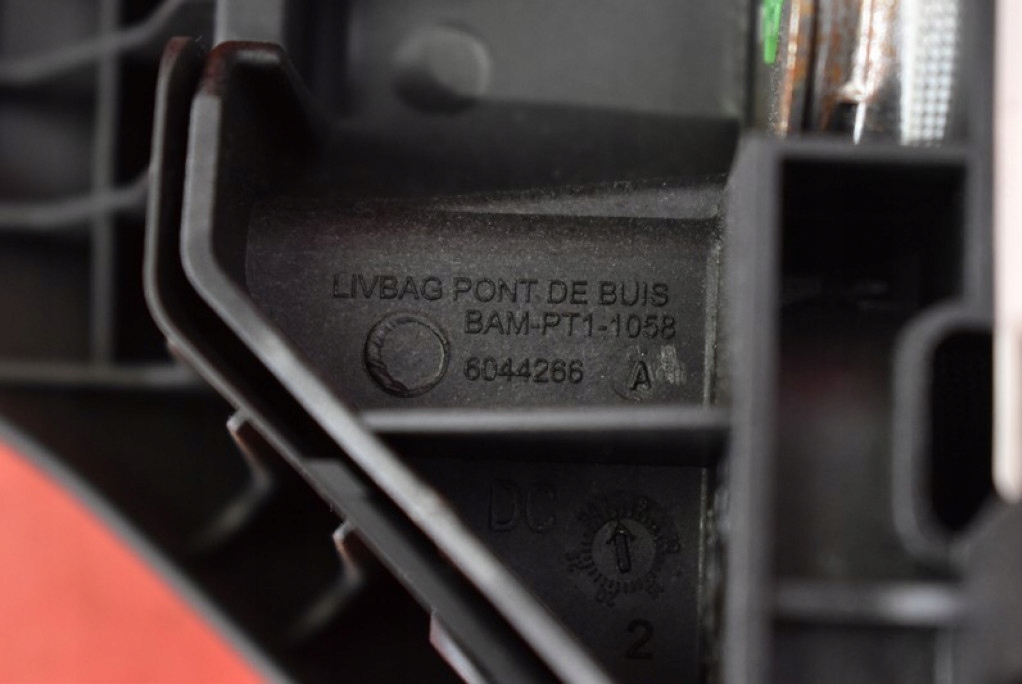 LIVBAG PONT DE BUIS
BAM-PT1-1058
6044266 A
DC
2